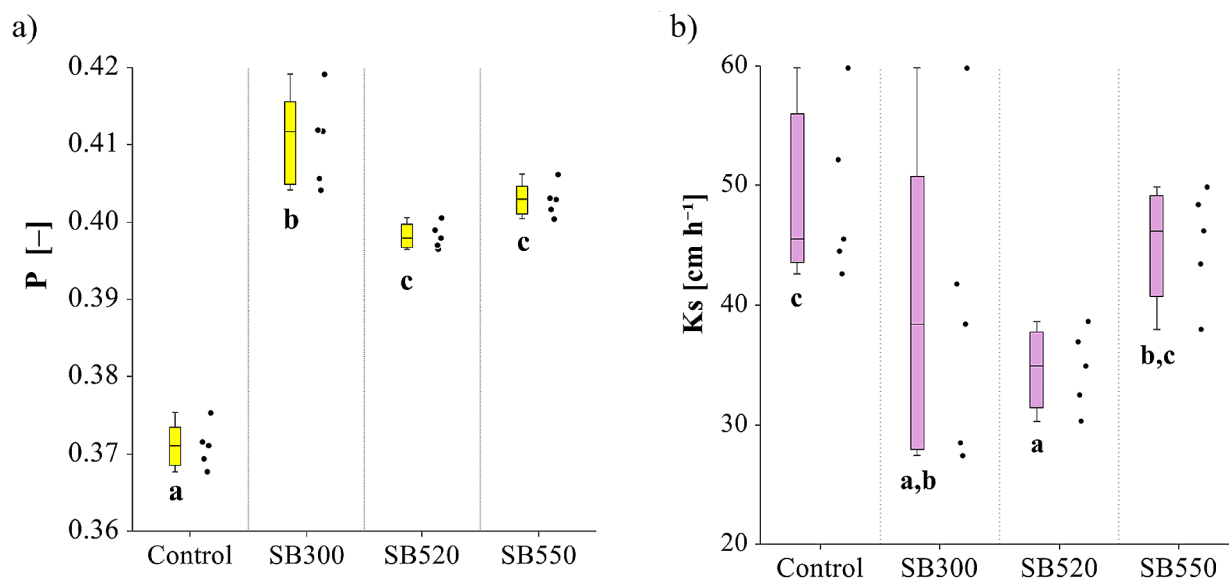 a)
P [–]
0.42
0.41
0.40
0.39
0.38
0.37
0.36
a
b
c
c
Control SB300 SB520 SB550
b)
Ks [cm h⁻¹]
60
50
40
30
20
c
a,b
a
b,c
Control SB300 SB520 SB550